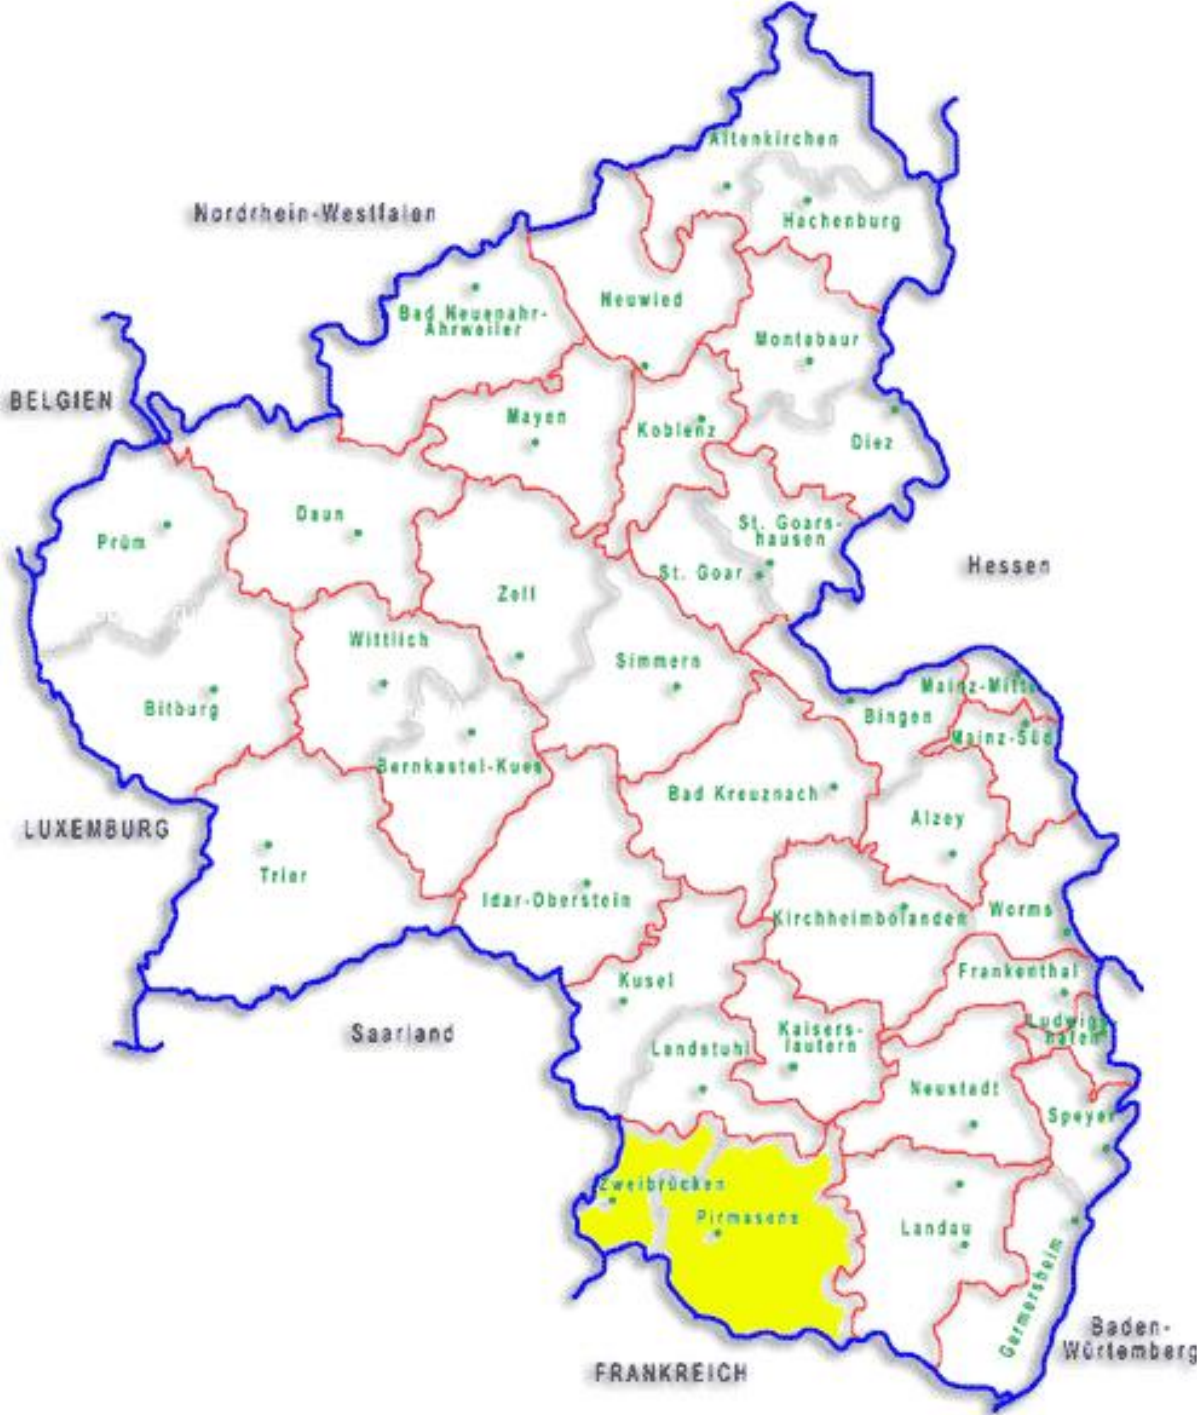 Altenkirchen
Nordrhein-Westfalen
Hachenburg
Neuwied
Bad Neuenahr-
Ahrweiler
Montabaur
BELGIEN
Mayen
Koblenz
Diez
Daun
St. Goars-
hausen
Prüm
Hessen
St. Goar
Zell
Wittlich
Simmern
Mainz-Mitte
Bitburg
Bingen
Mainz-Süd
Bernkastel-Kues
Bad Kreuznach
Alzey
LUXEMBURG
Trier
Idar-Oberstein
Kirchheimbolanden
Worms
Frankenthal
Kusel
Saarland
Kaisers-
lautern
Ludwigs-
hafen
Landstuhl
Neustadt
Speyer
Zweibrücken
Pirmasens
Landau
Germersheim
Baden-
Würtemberg
FRANKREICH